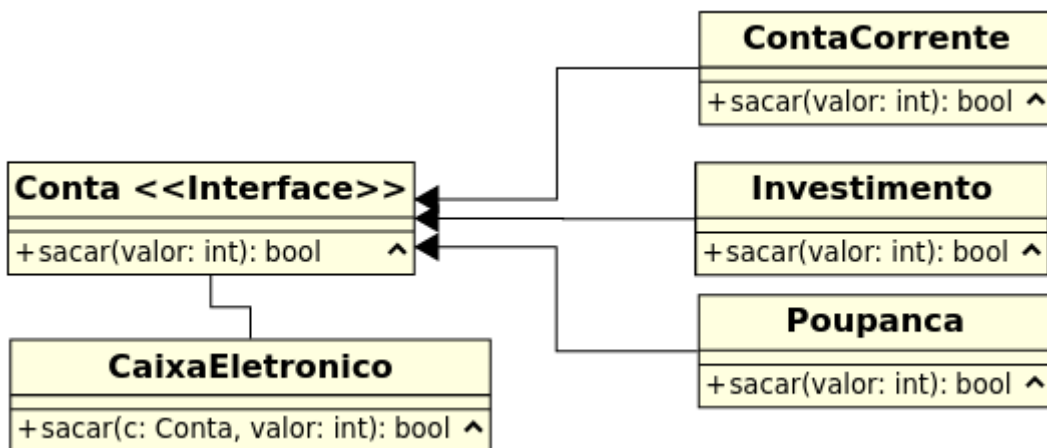 ContaCorrente
+sacar(valor: int): bool
Conta <<Interface>>
+sacar(valor: int): bool
Investimento
+sacar(valor: int): bool
Poupanca
+sacar(valor: int): bool
CaixaEletronico
+sacar(c: Conta, valor: int): bool